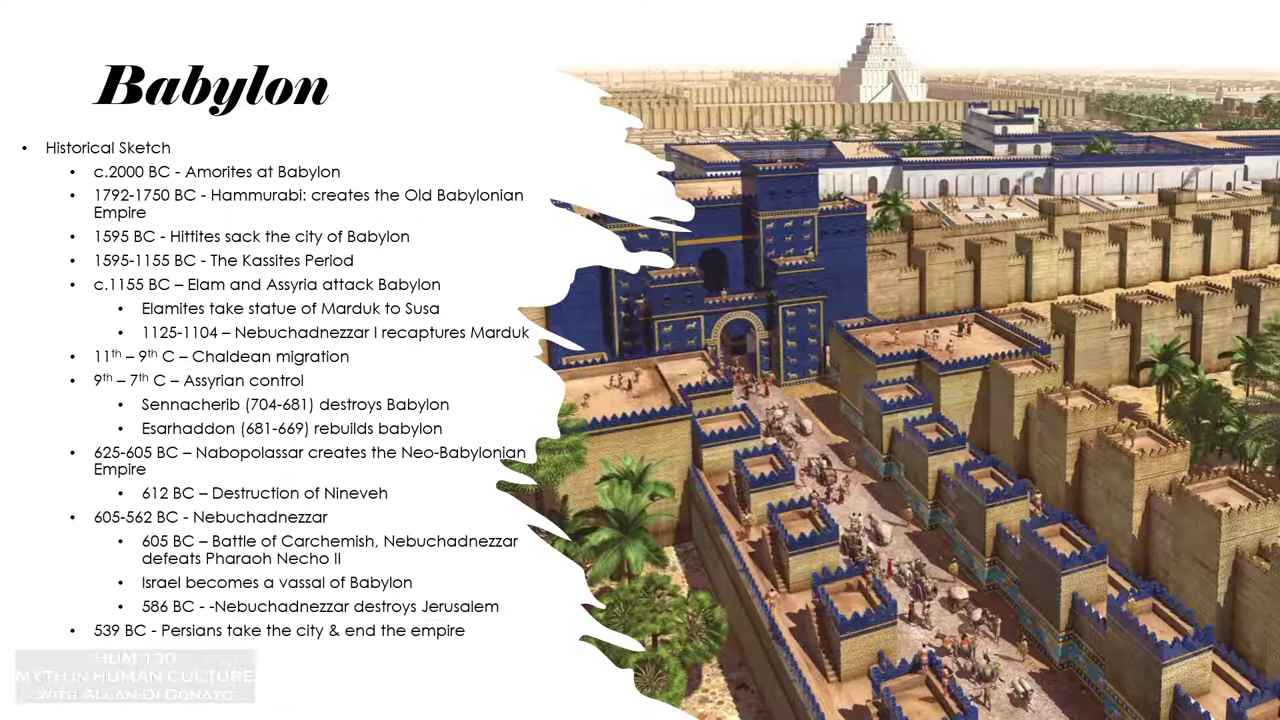 Babylon
• Historical Sketch
• c.2000 BC - Amorites at Babylon
• 1792-1750 BC - Hammurabi: creates the Old Babylonian
Empire
• 1595 BC - Hittites sack the city of Babylon
• 1595-1155 BC - The Kassites Period
• c.1155 BC – Elam and Assyria attack Babylon
• Elamites take statue of Marduk to Susa
• 1125-1104 – Nebuchadnezzar I recaptures Marduk
• 11th – 9th C – Chaldean migration
• 9th – 7th C – Assyrian control
• Sennacherib (704-681) destroys Babylon
• Esarhaddon (681-669) rebuilds babylon
• 625-605 BC – Nabopolassar creates the Neo-Babylonian
Empire
• 612 BC – Destruction of Nineveh
• 605-562 BC - Nebuchadnezzar
• 605 BC – Battle of Carchemish, Nebuchadnezzar
defeats Pharaoh Necho II
• Israel becomes a vassal of Babylon
• 586 BC - -Nebuchadnezzar destroys Jerusalem
• 539 BC - Persians take the city & end the empire
HUM 130
MYTH IN HUMAN CULTURE
WITH ALLAN DI DONATO